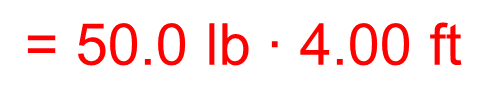 = 50.0 lb · 4.00 ft